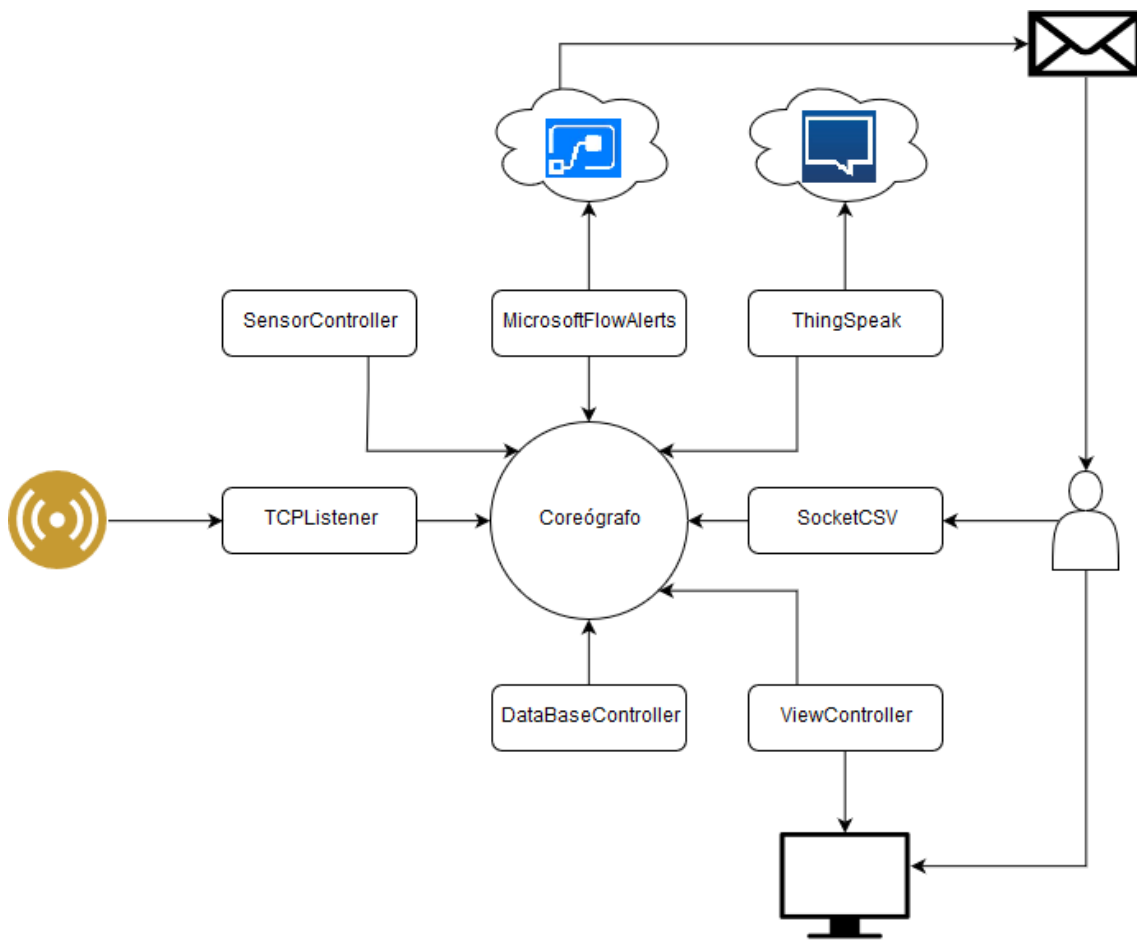 SensorController
MicrosoftFlowAlerts
ThingSpeak
TCPListener
Coreógrafo
SocketCSV
DataBaseController
ViewController